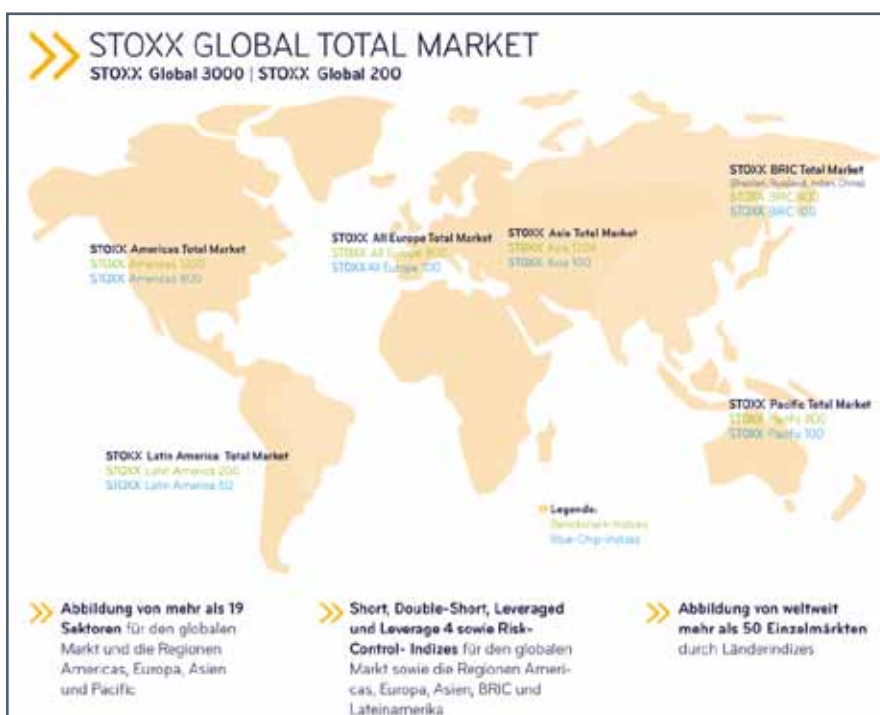 STOXX GLOBAL TOTAL MARKET
STOXX Global 3000 | STOXX Global 200
STOXX BRIC Total Market
(Brasilien, Russland, Indien, China)
STOXX BRIC
STOXX BRIC 100
STOXX Americas Total Market
STOXX Americas
STOXX Americas
STOXX All Europe Total Market
STOXX All Europe 800
STOXX All Europe 100
STOXX Asia Total Market
STOXX Asia
STOXX Asia 100
STOXX Pacific Total Market
STOXX Pacific
STOXX Pacific 100
STOXX Latin America Total Market
STOXX Latin America 200
STOXX Latin America 50
Legende:
Benchmark-Indizes
Blue-Chip-Indizes
Abbildung von mehr als 19
Sektoren für den globalen
Markt und die Regionen
Americas, Europa, Asien
und Pacific
Short, Double-Short, Leveraged
und Leverage 4 sowie Risk-
Control- Indizes für den globalen
Markt sowie die Regionen Ameri-
cas, Europa, Asien, BRIC und
Lateinamerika
Abbildung von weltweit
mehr als 50 Einzelmärkten
durch Länderindizes